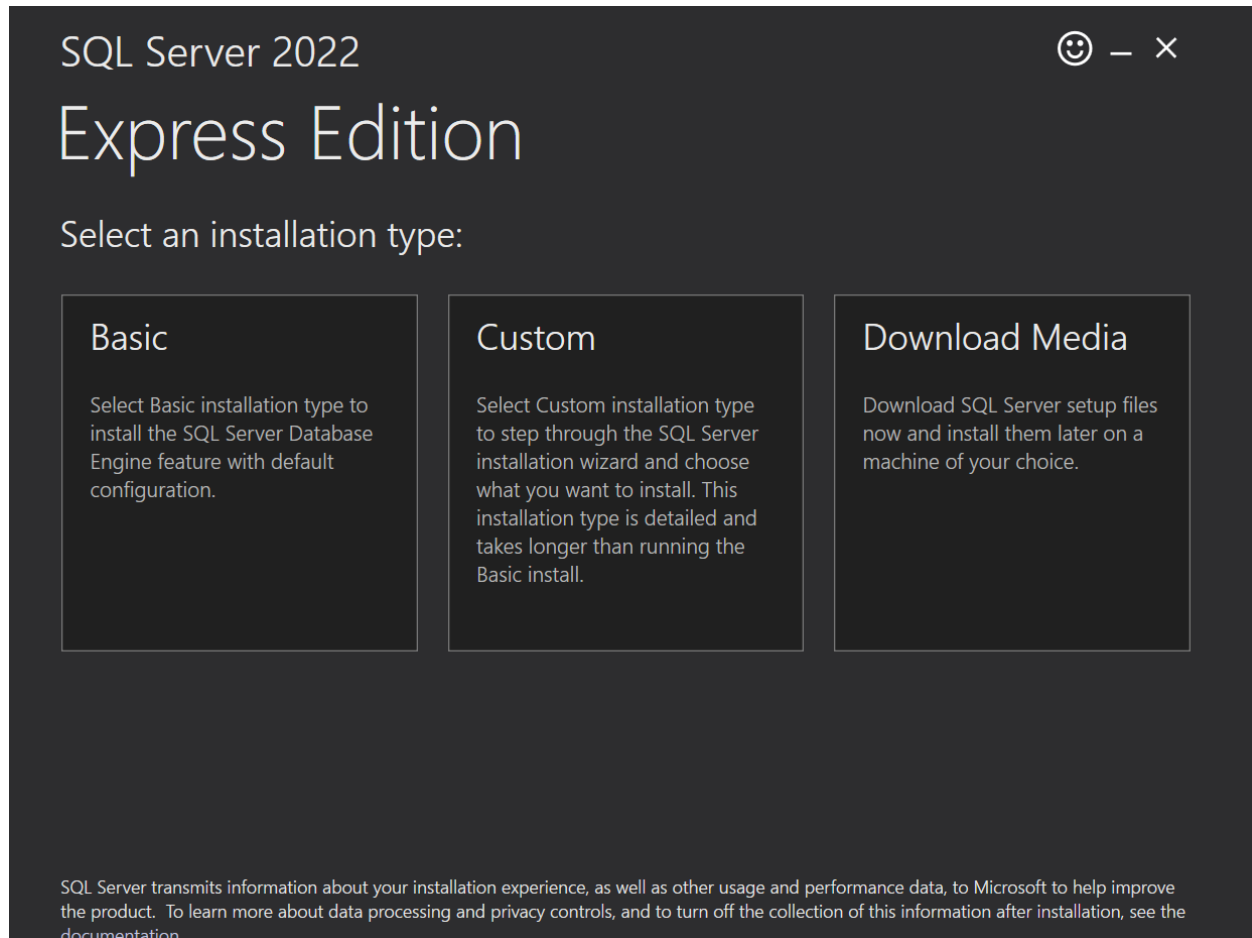 SQL Server 2022
Express Edition
Select an installation type:
Basic
Select Basic installation type to
install the SQL Server Database
Engine feature with default
configuration.
Custom
Select Custom installation type
to step through the SQL Server
installation wizard and choose
what you want to install. This
installation type is detailed and
takes longer than running the
Basic install.
Download Media
Download SQL Server setup files
now and install them later on a
machine of your choice.
SQL Server transmits information about your installation experience, as well as other usage and performance data, to Microsoft to help improve
the product.  To learn more about data processing and privacy controls, and to turn off the collection of this information after installation, see the
documentation